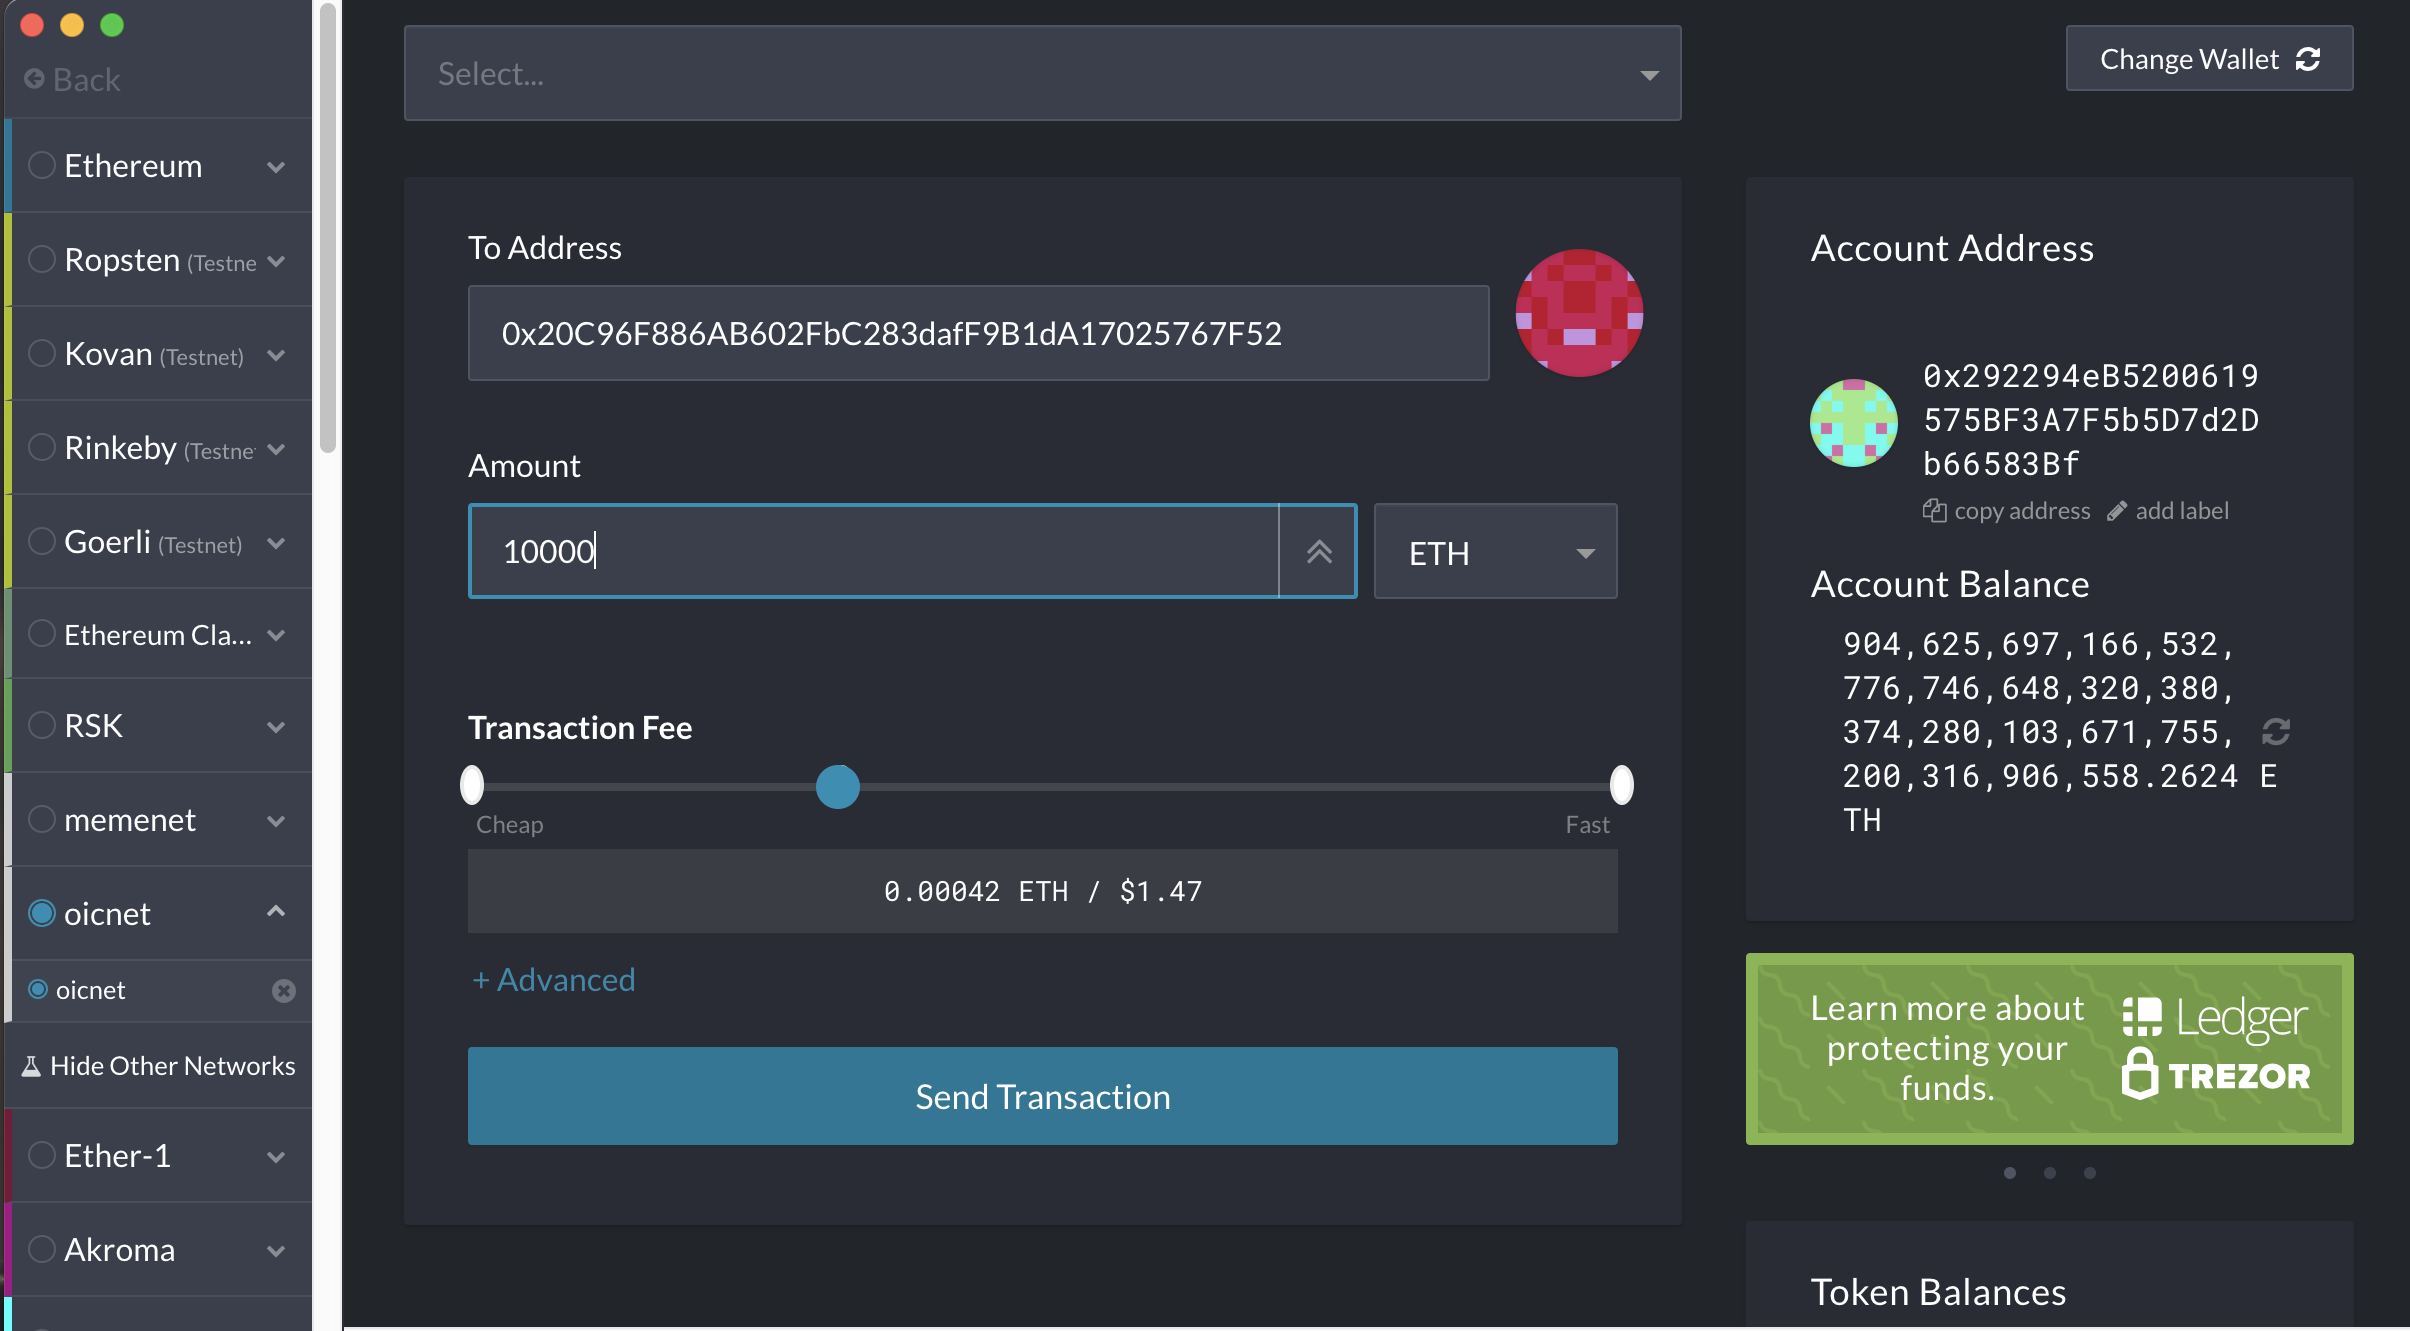 Back
Ethereum
Ropsten (Testne
Kovan (Testnet)
Rinkeby (Testne
Goerli (Testnet)
Ethereum Cla...
RSK
memenet
oicnet
oicnet
Hide Other Networks
Ether-1
Akroma
Select...
Change Wallet
To Address
0x20C96F886AB602FbC283dafF9B1dA17025767F52
Amount
10000
ETH
Transaction Fee
Cheap
Fast
0.00042 ETH / $1.47
+ Advanced
Send Transaction
Account Address
0x292294eB5200619
575BF3A7F5b5D7d2D
b66583Bf
copy address add label
Account Balance
904,625,697,166,532,
776,746,648,320,380,
374,280,103,671,755,
200,316,906,558.2624 E
TH
Learn more about
protecting your
funds.
Ledger
TREZOR
Token Balances